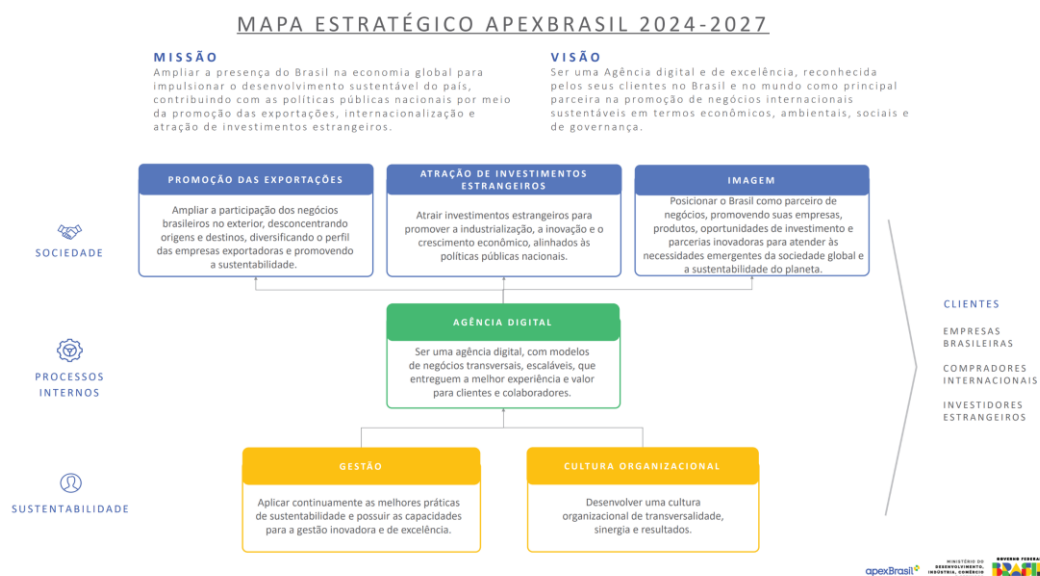 MAPA ESTRATÉGICO APEXBRASIL 2024-2027
MISSÃO
Ampliar a presença do Brasil na economia global para
impulsionar o desenvolvimento sustentável do país,
contribuindo com as políticas públicas nacionais por meio
da promoção das exportações, internacionalização e
atração de investimentos estrangeiros.
VISÃO
Ser uma Agência digital e de excelência, reconhecida
pelos seus clientes no Brasil e no mundo como principal
parceira na promoção de negócios internacionais
sustentáveis em termos econômicos, ambientais, sociais e
de governança.
SOCIEDADE
PROMOÇÃO DAS EXPORTAÇÕES
Ampliar a participação dos negócios
brasileiros no exterior, desconcentrando
origens e destinos, diversificando o perfil
das empresas exportadoras e promovendo
a sustentabilidade.
ATRAÇÃO DE INVESTIMENTOS
ESTRANGEIROS
Atrair investimentos estrangeiros para
promover a industrialização, a inovação e o
crescimento econômico, alinhados às
políticas públicas nacionais.
IMAGEM
Posicionar o Brasil como parceiro de
negócios, promovendo suas empresas,
produtos, oportunidades de investimento e
parcerias inovadoras para atender às
necessidades emergentes da sociedade global e
a sustentabilidade do planeta.
PROCESSOS
INTERNOS
AGÊNCIA DIGITAL
Ser uma agência digital, com modelos
de negócios transversais, escaláveis, que
entreguem a melhor experiência e valor
para clientes e colaboradores.
SUSTENTABILIDADE
GESTÃO
Aplicar continuamente as melhores práticas
de sustentabilidade e possuir as capacidades
para a gestão inovadora e de excelência.
CULTURA ORGANIZACIONAL
Desenvolver uma cultura
organizacional de transversalidade,
sinergia e resultados.
CLIENTES
EMPRESAS
BRASILEIRAS
COMPRADORES
INTERNACIONAIS
INVESTIDORES
ESTRANGEIROS
apexBrasil
MINISTÉRIO DO
DESENVOLVIMENTO,
INDÚSTRIA, COMÉRCIO
GOVERNO FEDERAL